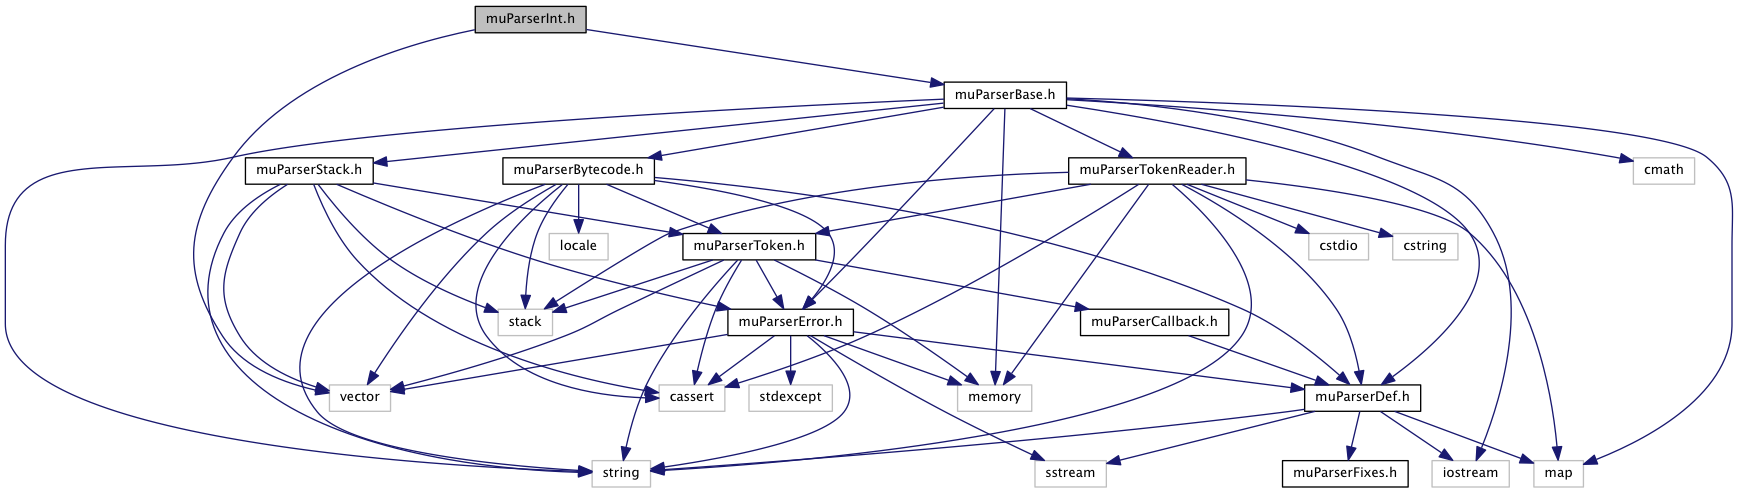 muParserInt.h
muParserBase.h
muParserStack.h
muParserBytecode.h
muParserTokenReader.h
cmath
locale
muParserToken.h
cstdio
cstring
stack
muParserError.h
muParserCallback.h
vector
cassert
stdexcept
memory
muParserDef.h
string
sstream
muParserFixes.h
iostream
map